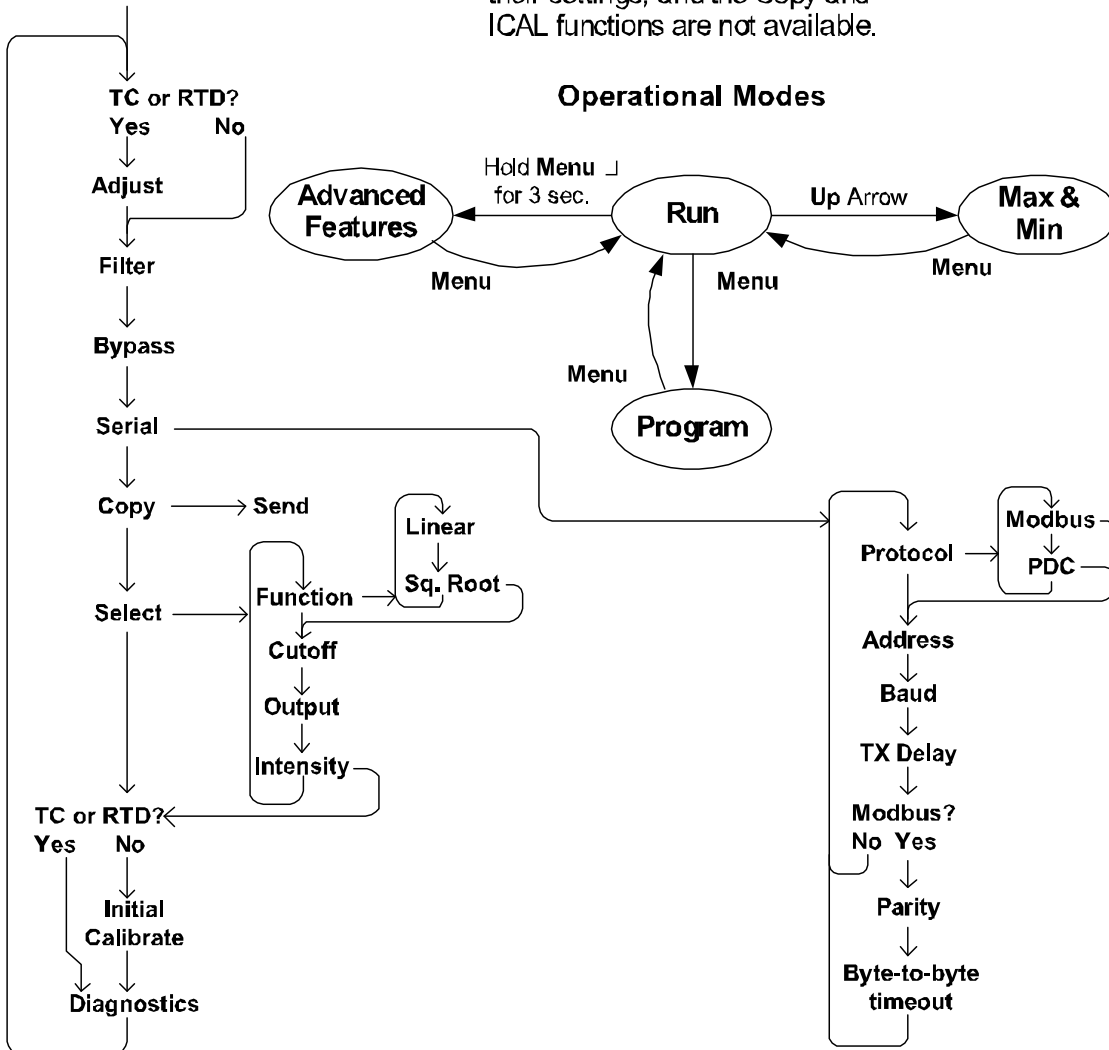 ICAL functions are not available.
Operational Modes
TC or RTD?
Yes No
Adjust
Filter
Bypass
Serial
Copy
Send
Select
Function
Linear
Sq. Root
Cutoff
Output
Intensity
TC or RTD?
Yes No
Initial
Calibrate
Diagnostics
Advanced
Features
Hold Menu
for 3 sec.
Run
Up Arrow
Max &
Min
Menu
Menu
Menu
Menu
Program
Protocol
Modbus
PDC
Address
Baud
TX Delay
Modbus?
No Yes
Parity
Byte-to-byte
timeout